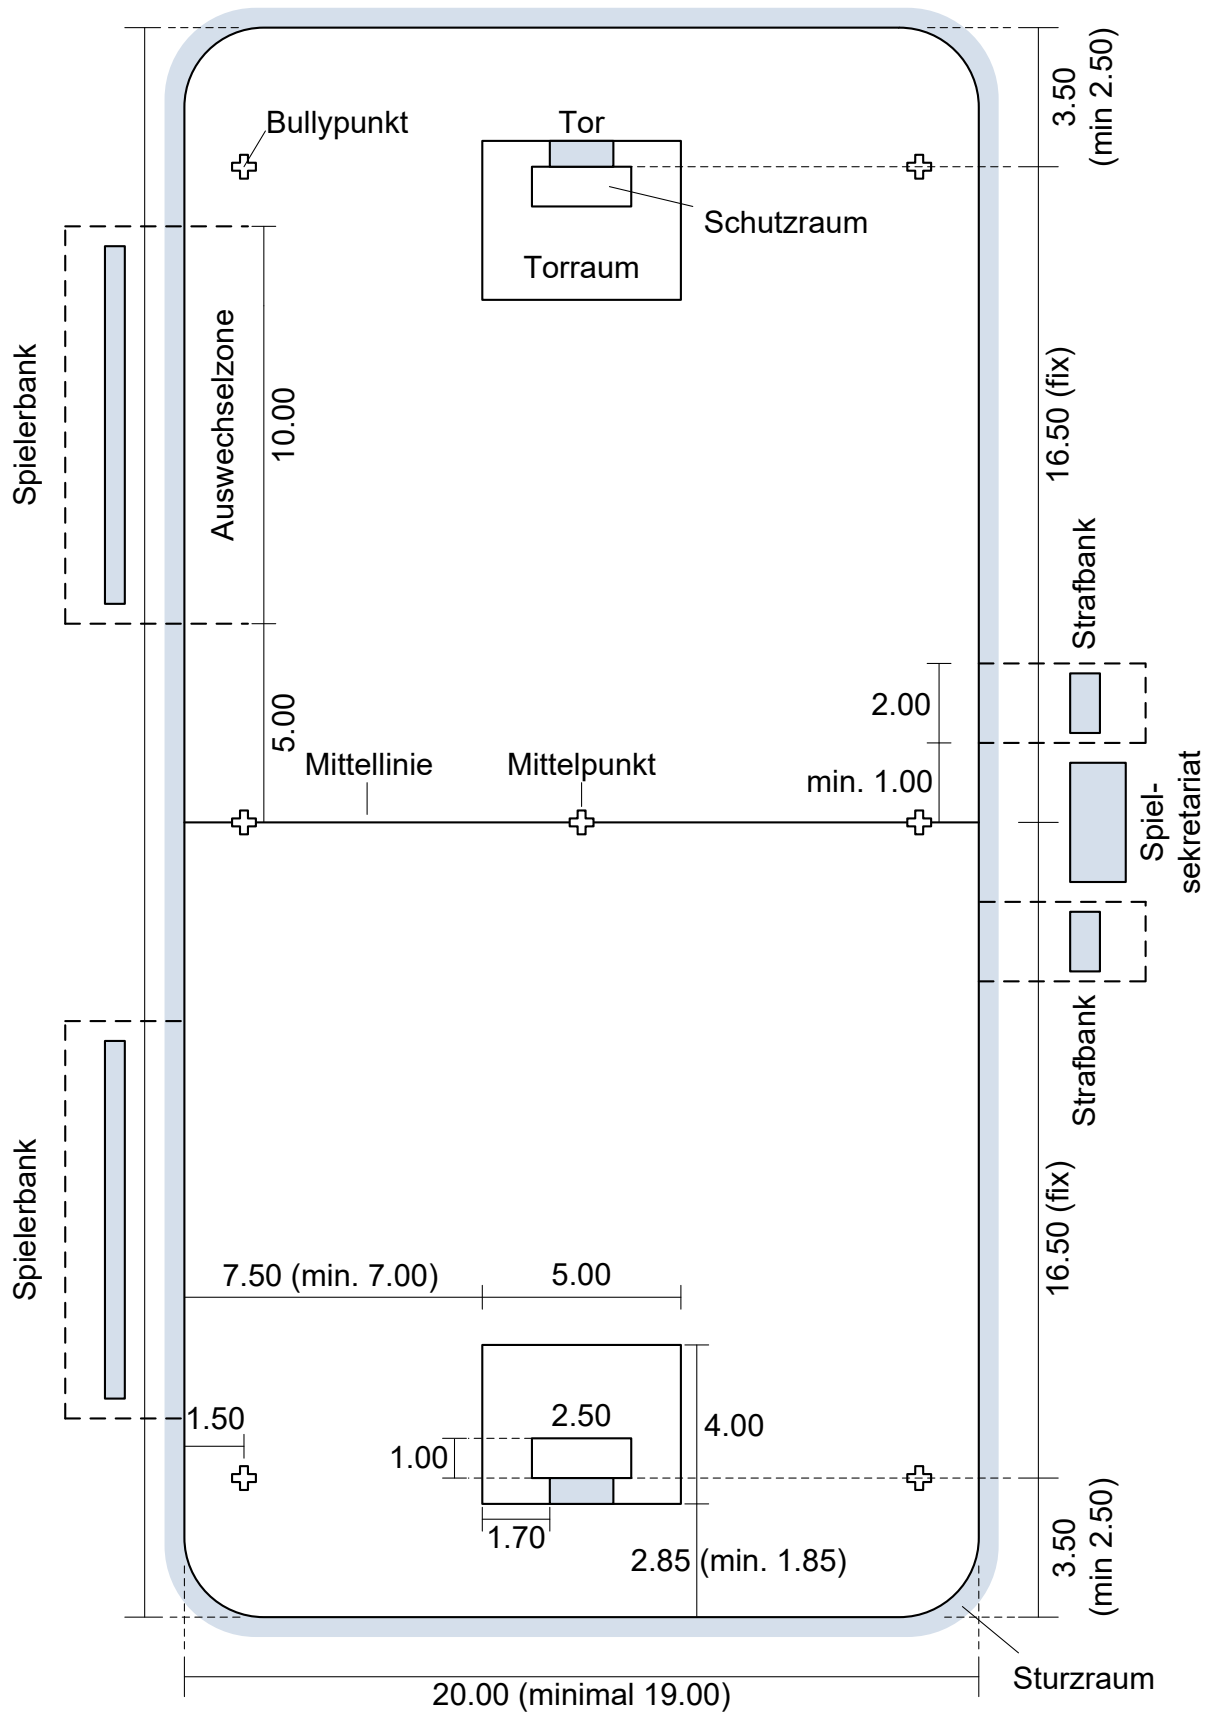 3.50
(min 2.50)
Bullypunkt
Tor
Schutzraum
Torraum
Spielerbank
Auswechselzone
10.00
16.50 (fix)
Strafbank
2.00
5.00
Mittellinie
Mittelpunkt
min. 1.00
Spiel-
sekretariat
Strafbank
Spielerbank
16.50 (fix)
7.50 (min. 7.00)
5.00
1.50
2.50
4.00
1.00
1.70
2.85 (min. 1.85)
3.50
(min 2.50)
Sturzraum
20.00 (minimal 19.00)